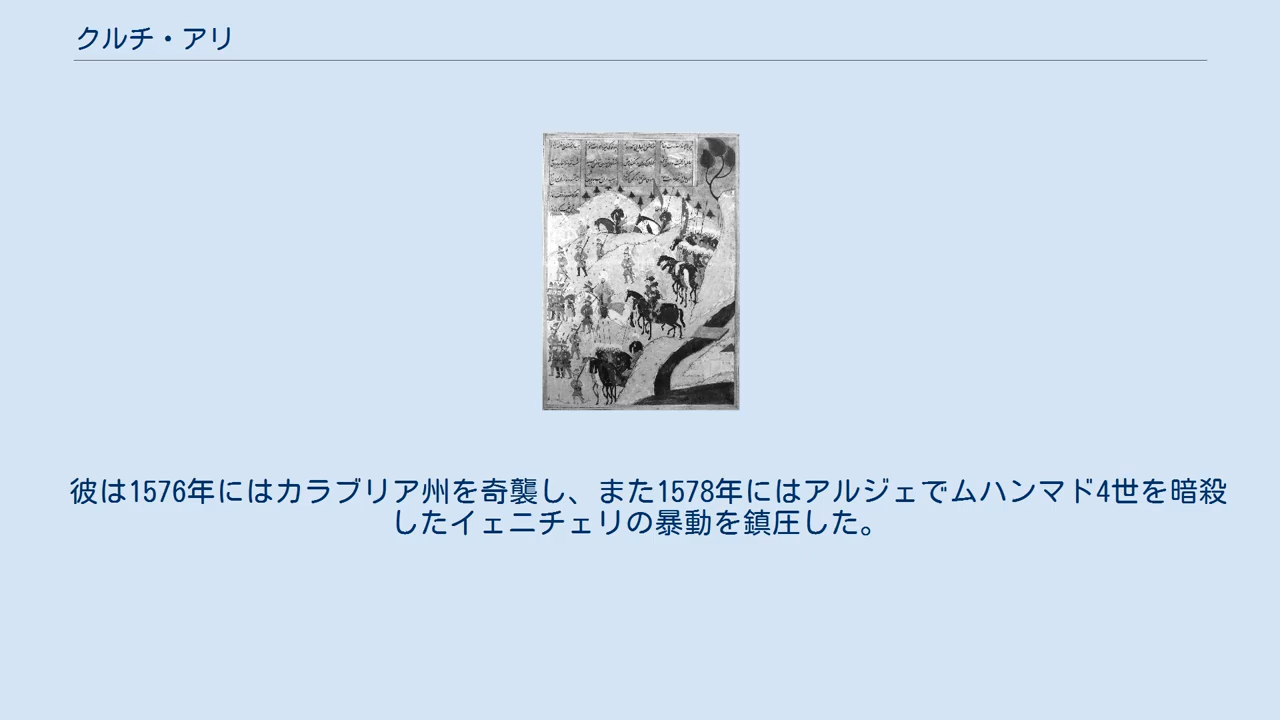 クルチ・アリ
彼は1576年にはカラブリア州を奇襲し、また1578年にはアルジェでムハンマド4世を暗殺
したイェニチェリの暴動を鎮圧した。